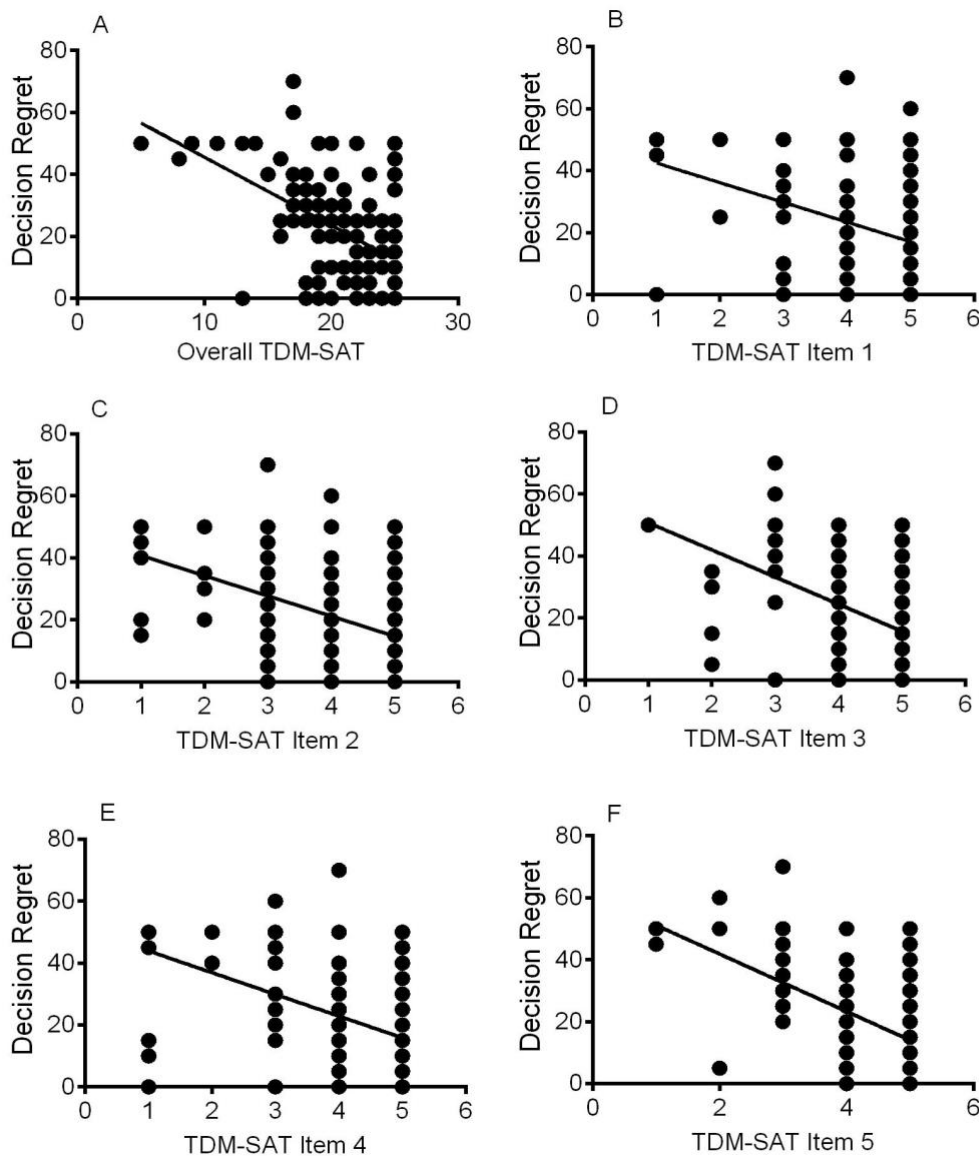 A
Decision Regret
80
60
40
20
0
0 10 20 30
Overall TDM-SAT
B
Decision Regret
80
60
40
20
0
0 1 2 3 4 5 6
TDM-SAT Item 1
C
Decision Regret
80
60
40
20
0
0 1 2 3 4 5 6
TDM-SAT Item 2
D
Decision Regret
80
60
40
20
0
0 1 2 3 4 5 6
TDM-SAT Item 3
E
Decision Regret
80
60
40
20
0
0 1 2 3 4 5 6
TDM-SAT Item 4
F
Decision Regret
80
60
40
20
0
0 2 4 6
TDM-SAT Item 5